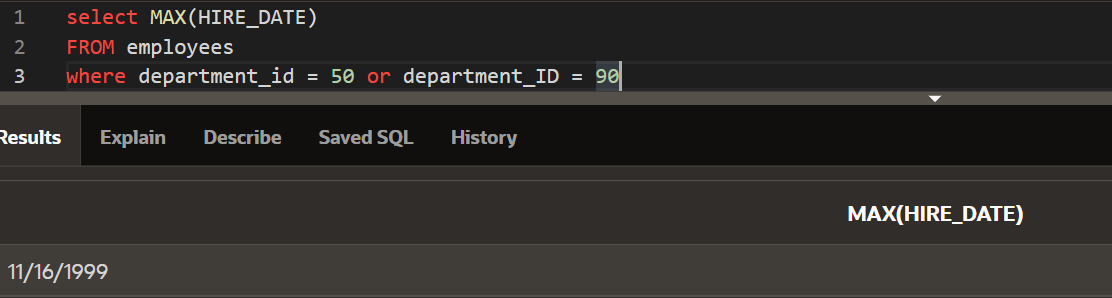 1 select MAX(HIRE_DATE)
2 FROM employees
3 where department_id = 50 or department_ID = 90
Results Explain Describe Saved SQL History
MAX(HIRE_DATE)
11/16/1999